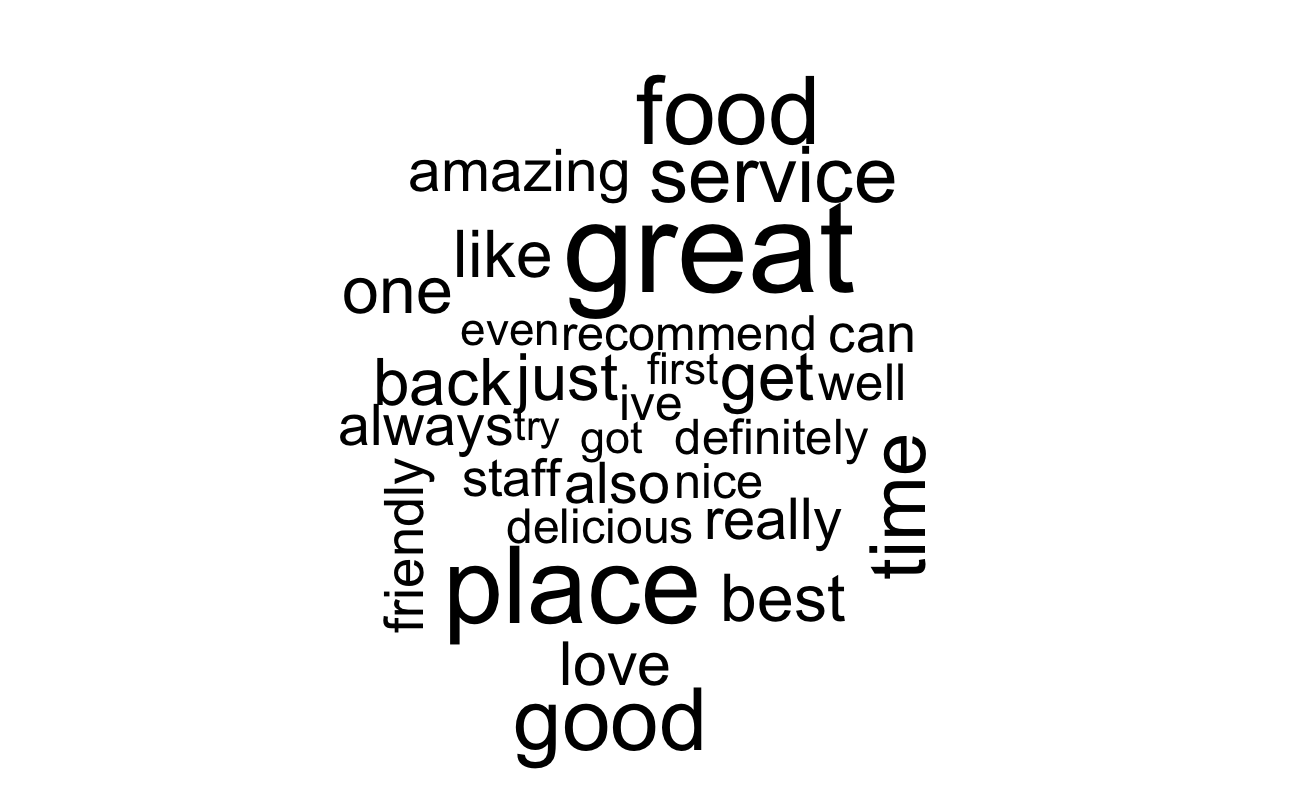 food
amazing service
like great
one
even recommend can
back just first get well
ive
always try got definitely
time
friendly staff also nice
delicious really
place best
love
good